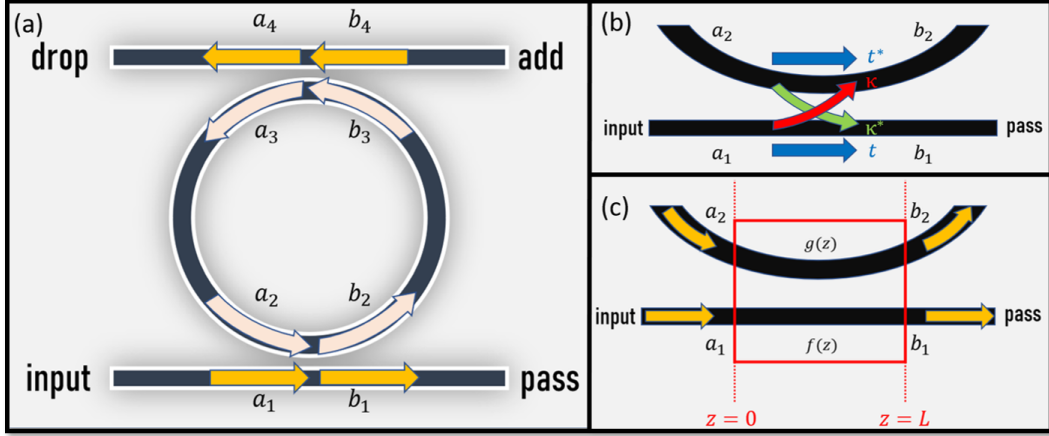 (a)
a₄ b₄
drop add
a₃ b₃
a₂ b₂
input pass
a₁ b₁
(b)
a₂ b₂
t*
κ
input pass
κ*
a₁ t b₁
(c)
a₂ b₂
g(z)
input pass
a₁ b₁
f(z)
z = 0 z = L